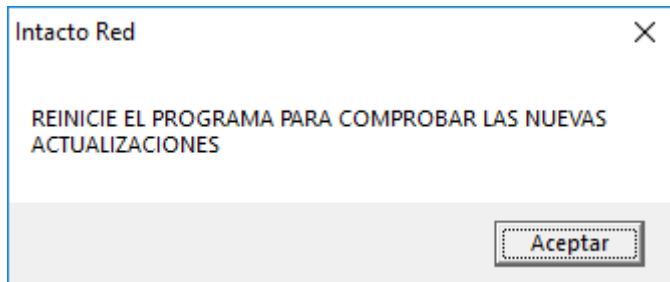 Intacto Red
REINICIE EL PROGRAMA PARA COMPROBAR LAS NUEVAS
ACTUALIZACIONES
Aceptar